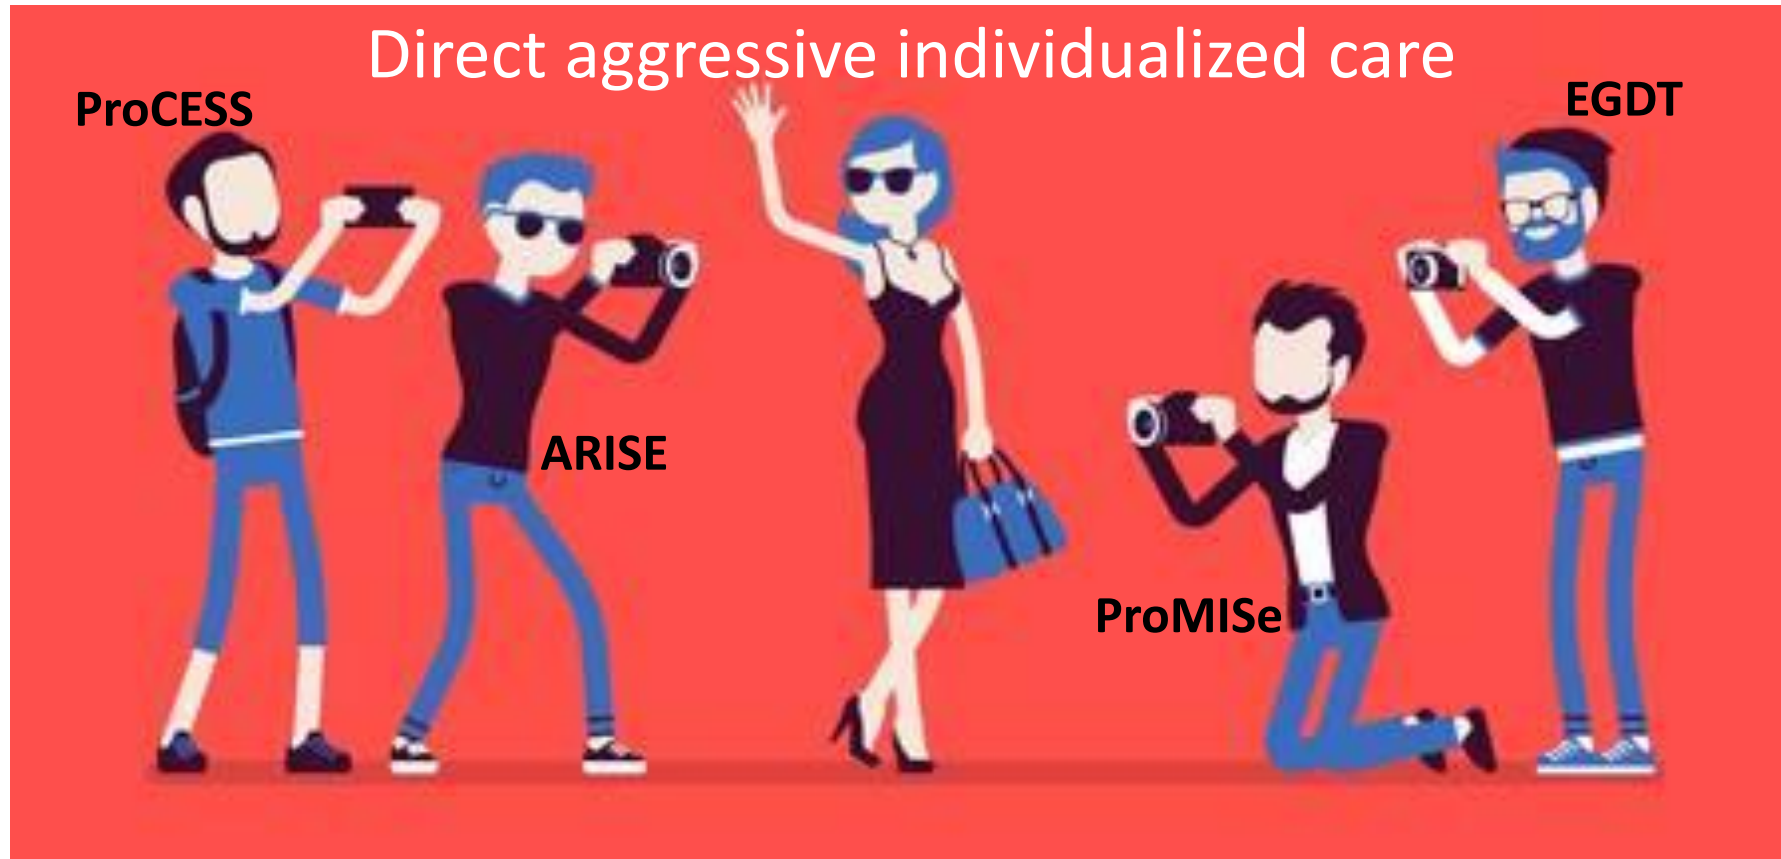 Direct aggressive individualized care
ProCESS
EGDT
ARISE
ProMISe